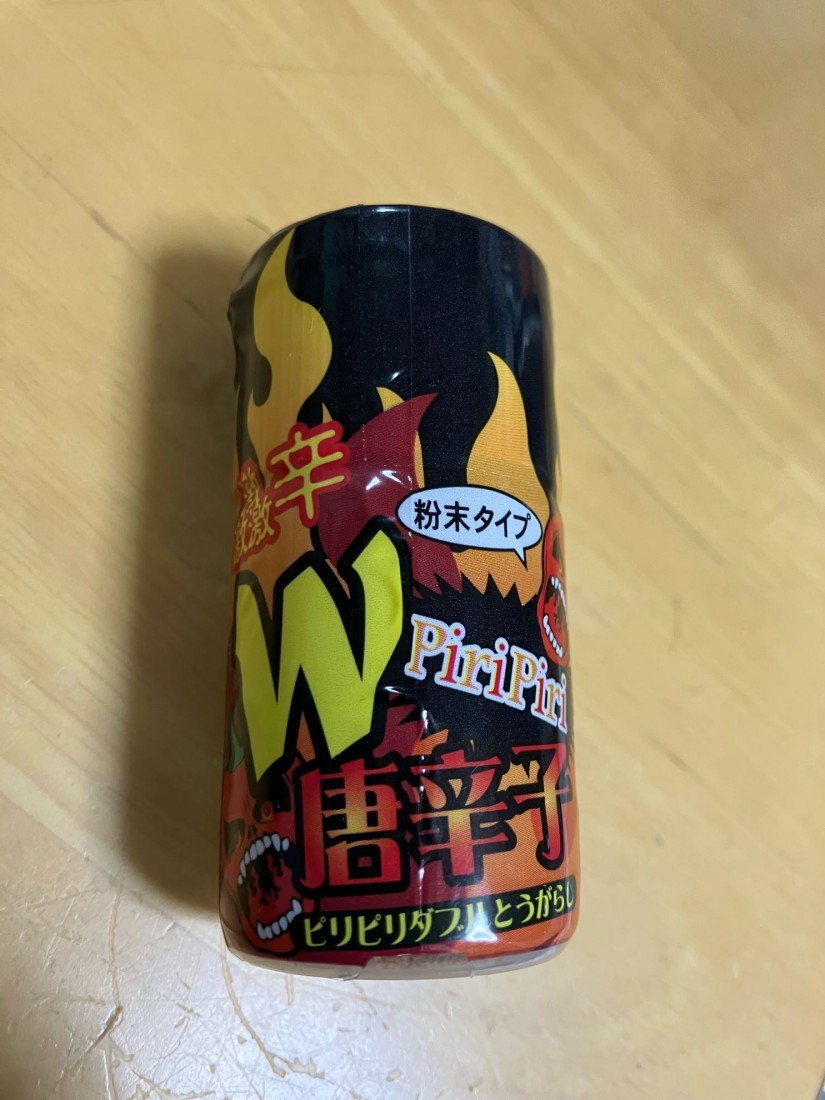 激辛
粉末タイプ
W
PiriPiri
唐辛子
ピリピリダブルとうがらし